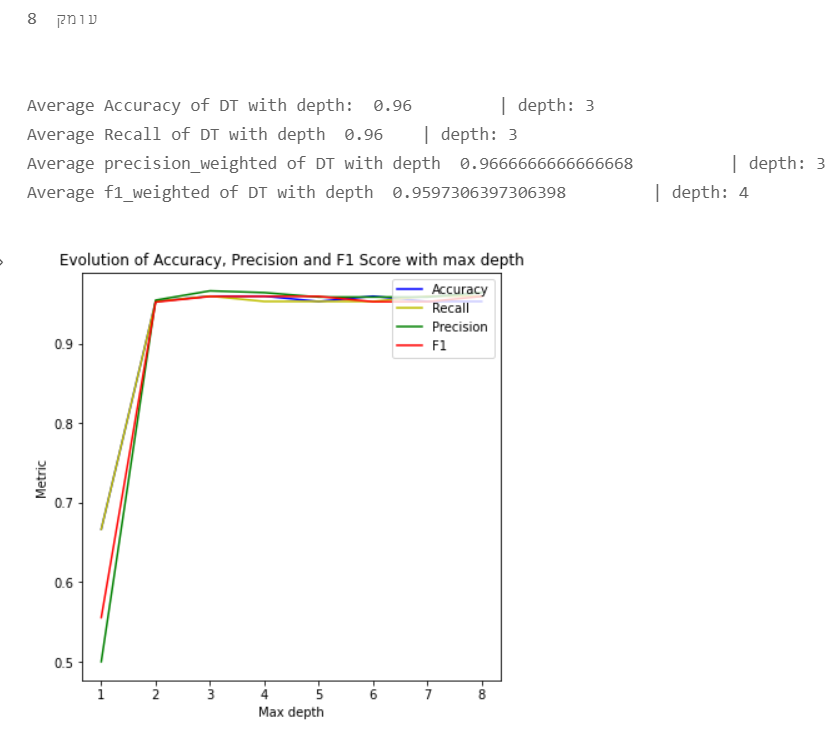 8 עומק
Average Accuracy of DT with depth: 0.96 | depth: 3
Average Recall of DT with depth 0.96 | depth: 3
Average precision_weighted of DT with depth 0.9666666666666668 | depth: 3
Average f1_weighted of DT with depth 0.9597306397306398 | depth: 4
Evolution of Accuracy, Precision and F1 Score with max depth
Accuracy
Recall
Precision
F1
Metric
0.9
0.8
0.7
0.6
0.5
1 2 3 4 5 6 7 8
Max depth